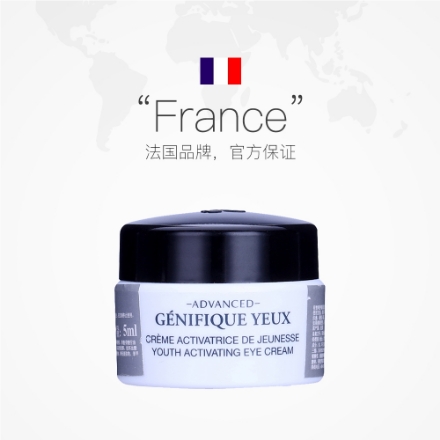 “France”
法国品牌，官方保证
–ADVANCED–
GÉNIFIQUE YEUX
CRÈME ACTIVATRICE DE JEUNESSE
YOUTH ACTIVATING EYE CREAM
5ml